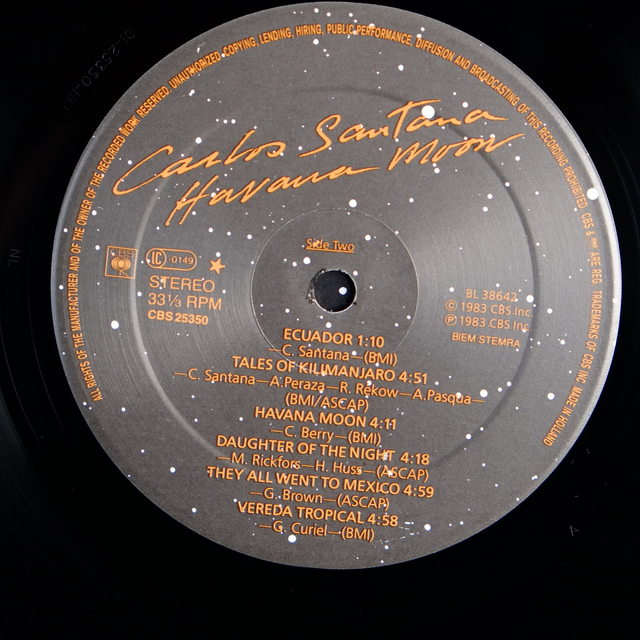 ALL RIGHTS OF THE MANUFACTURER AND OF THE OWNER OF THE RECORDED WORK RESERVED. UNAUTHORIZED COPYING, LENDING, HIRING, PUBLIC PERFORMANCE, DIFFUSION AND BROADCASTING OF THIS RECORDING PROHIBITED. CBS & ARE REG. TRADEMARKS OF CBS INC. MADE IN HOLLAND
Carlos Santana
Havana Moon
Side Two
CBS
IC -0149
STEREO
33⅓ RPM
CBS 25350
BL 38642
© 1983 CBS Inc
℗ 1983 CBS Inc
BIEM STEMRA
ECUADOR 1:10
—C. Santana—(BMI)
TALES OF KILIMANJARO 4:51
—C. Santana—A.Peraza—R. Rekow—A.Pasqua—
(BMI/ASCAP)
HAVANA MOON 4:11
—C. Berry—(BMI)
DAUGHTER OF THE NIGHT 4:18
—M. Rickfors—H. Huss—(ASCAP)
THEY ALL WENT TO MEXICO 4:59
—G. Brown—(ASCAP)
VEREDA TROPICAL 4:58
—G. Curiel—(BMI)